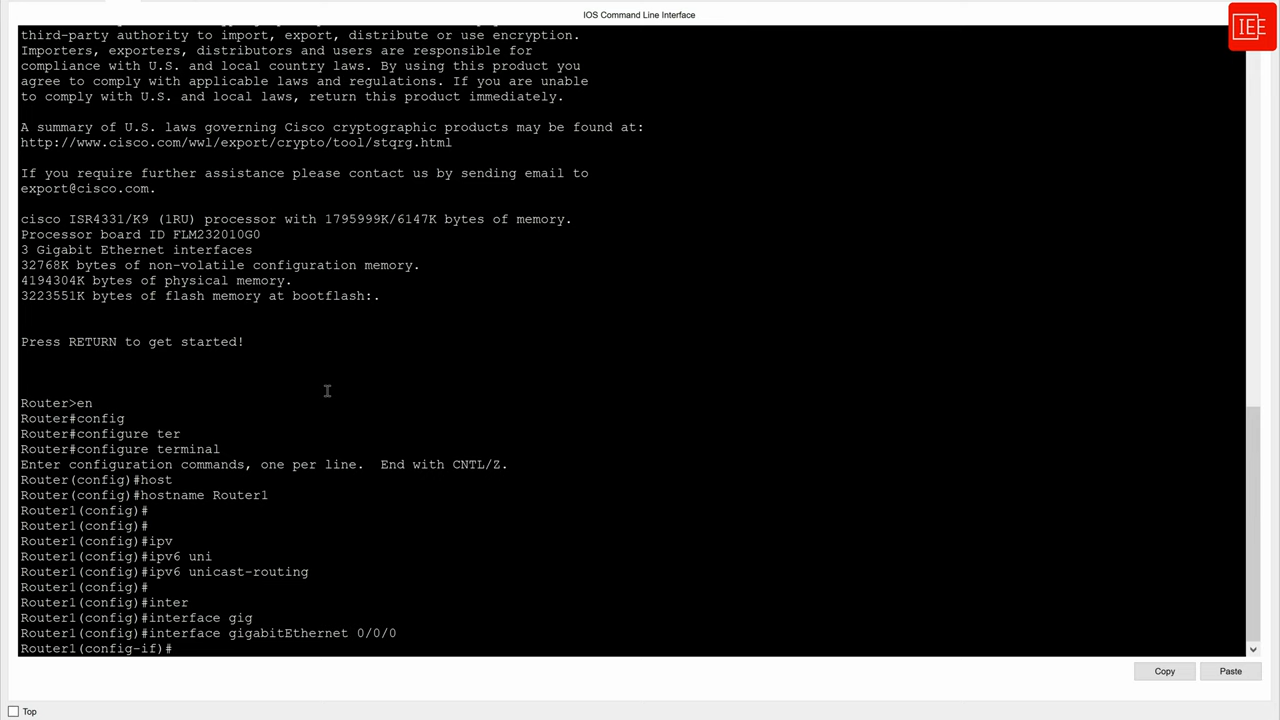 IOS Command Line Interface
IEE
third-party authority to import, export, distribute or use encryption.
Importers, exporters, distributors and users are responsible for
compliance with U.S. and local country laws. By using this product you
agree to comply with applicable laws and regulations. If you are unable
to comply with U.S. and local laws, return this product immediately.
A summary of U.S. laws governing Cisco cryptographic products may be found at:
http://www.cisco.com/wwl/export/crypto/tool/stqrg.html
If you require further assistance please contact us by sending email to
export@cisco.com.
cisco ISR4331/K9 (1RU) processor with 1795999K/6147K bytes of memory.
Processor board ID FLM232010G0
3 Gigabit Ethernet interfaces
32768K bytes of non-volatile configuration memory.
4194304K bytes of physical memory.
3223551K bytes of flash memory at bootflash:.
Press RETURN to get started!
Router>en
Router#config
Router#configure ter
Router#configure terminal
Enter configuration commands, one per line.  End with CNTL/Z.
Router(config)#host
Router(config)#hostname Router1
Router1(config)#
Router1(config)#
Router1(config)#ipv
Router1(config)#ipv6 uni
Router1(config)#ipv6 unicast-routing
Router1(config)#
Router1(config)#inter
Router1(config)#interface gig
Router1(config)#interface gigabitEthernet 0/0/0
Router1(config-if)#
Copy
Paste
Top